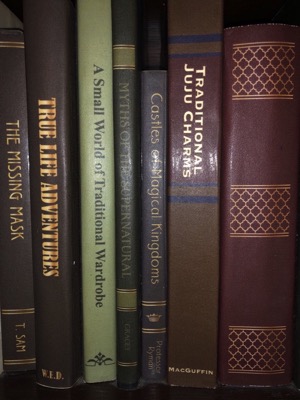 THE MISSING MASK
T. SAM
TRUE LIFE ADVENTURES
W.E.D.
A Small World of Traditional Wardrobe
MYTHS OF THE SUPERNATURAL
Castles of Magical Kingdoms
Professor
TRADITIONAL
JUJU CHARMS
MACGUFFIN